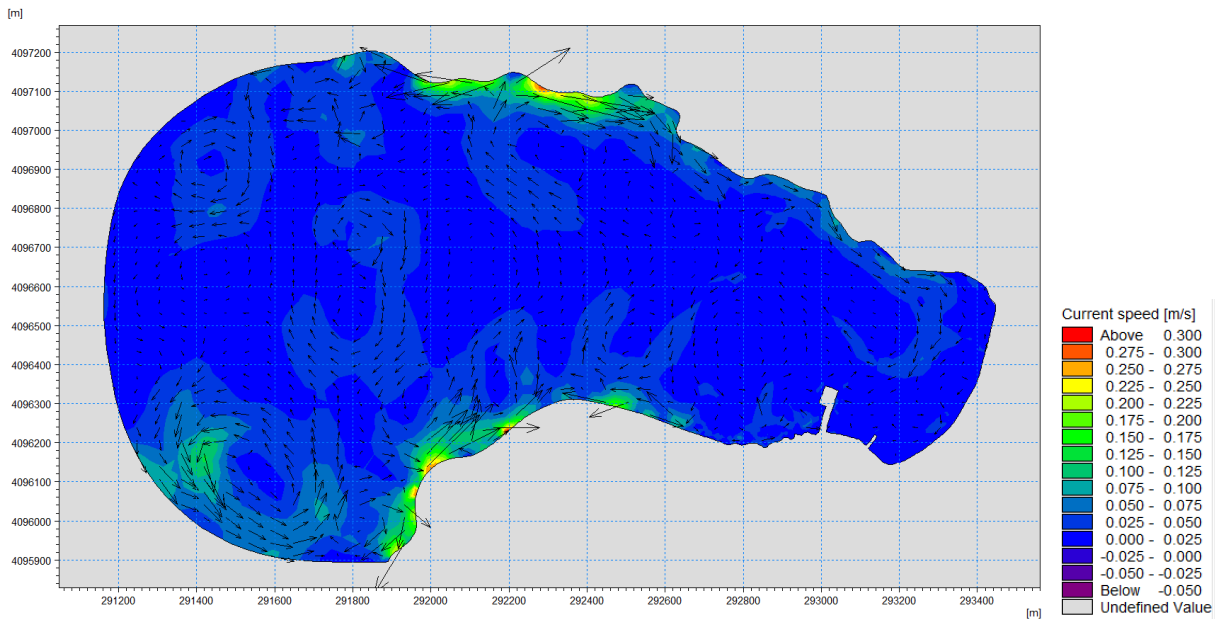 [m]
4097200
4097100
4097000
4096900
4096800
4096700
4096600
4096500
4096400
4096300
4096200
4096100
4096000
4095900
291200 291400 291600 291800 292000 292200 292400 292600 292800 293000 293200 293400
[m]
Current speed [m/s]
Above 0.300
0.275 - 0.300
0.250 - 0.275
0.225 - 0.250
0.200 - 0.225
0.175 - 0.200
0.150 - 0.175
0.125 - 0.150
0.100 - 0.125
0.075 - 0.100
0.050 - 0.075
0.025 - 0.050
0.000 - 0.025
-0.025 - 0.000
-0.050 - -0.025
Below -0.050
Undefined Value